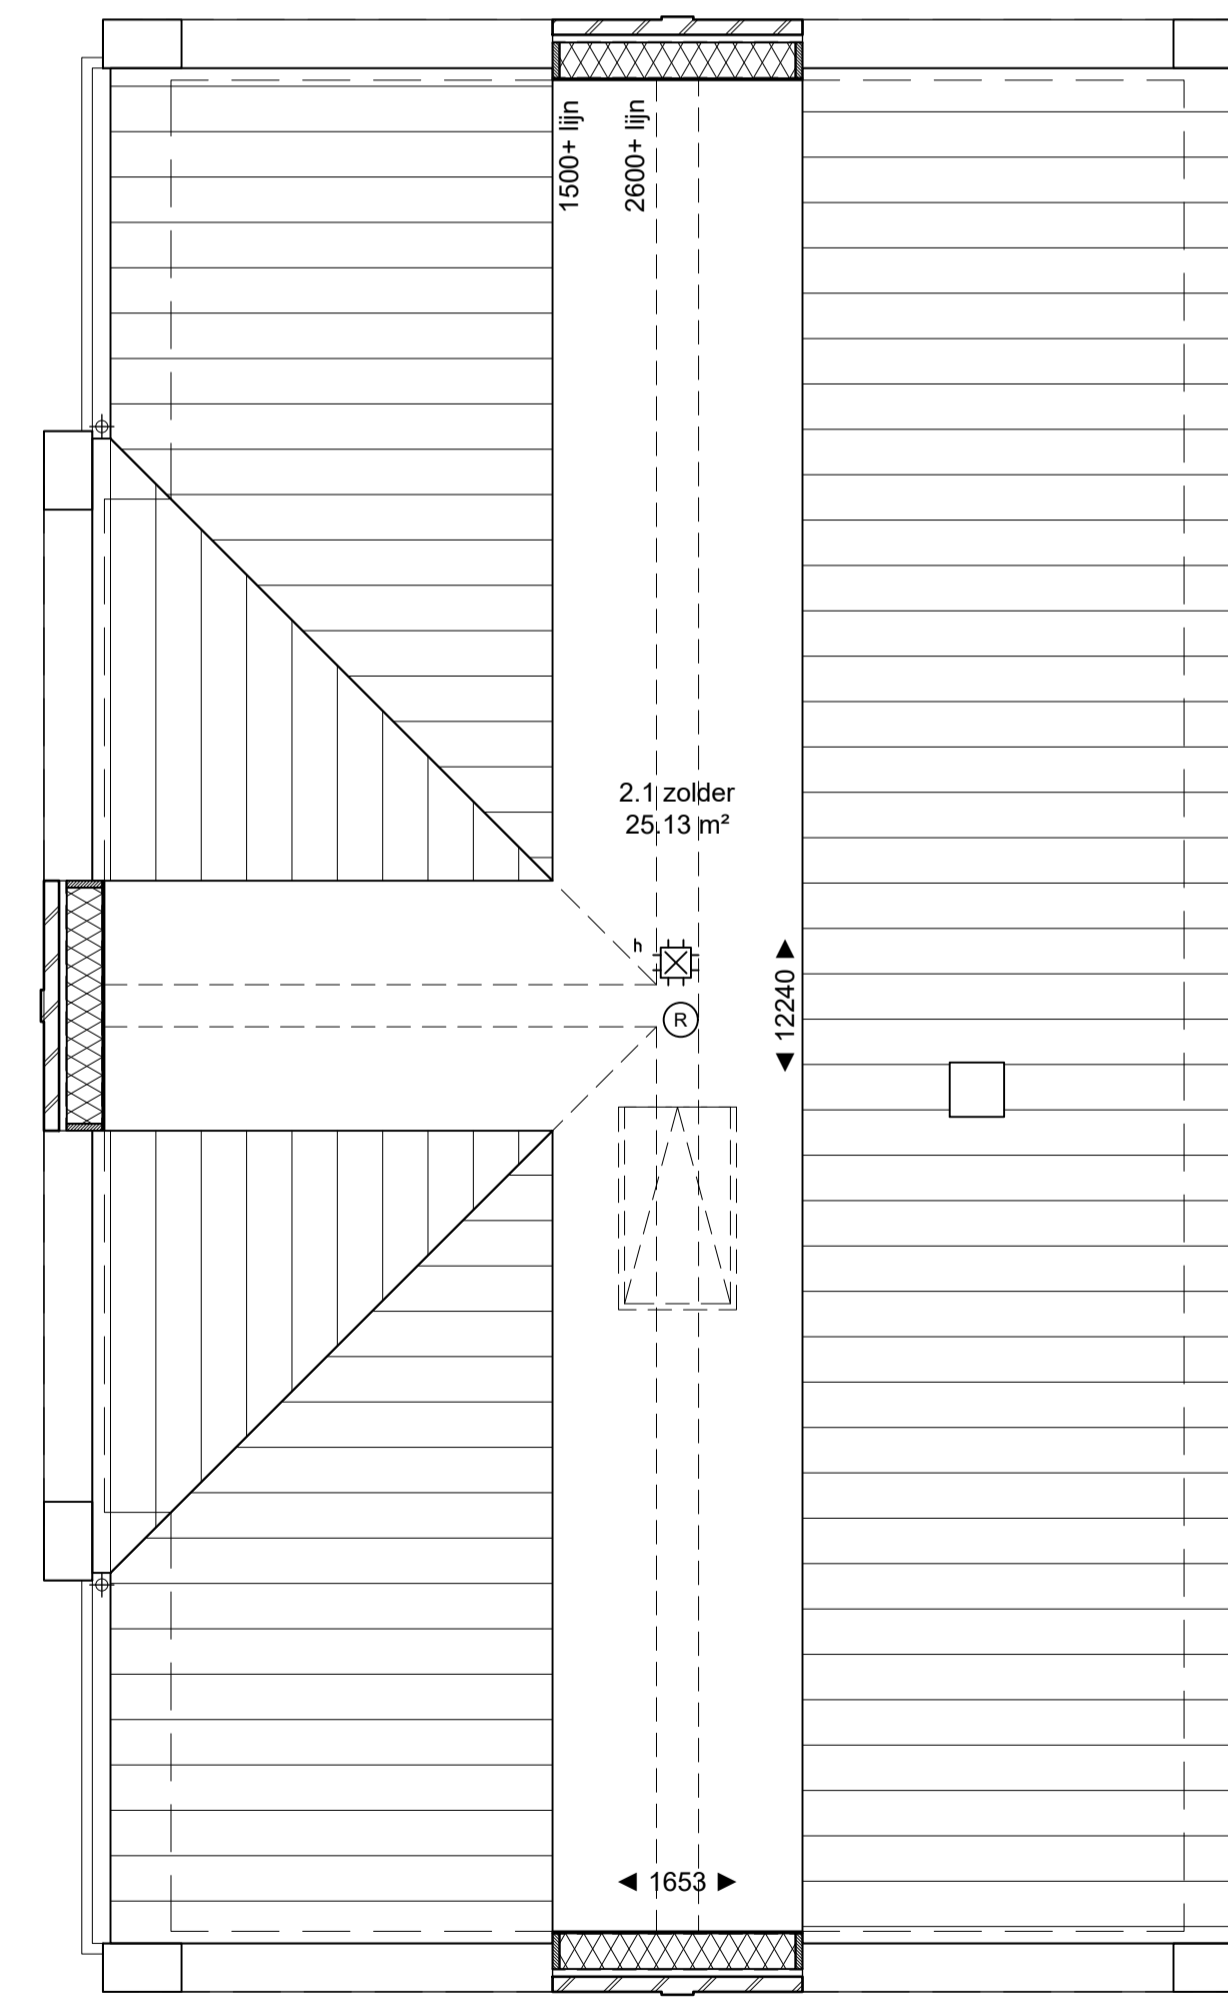 1500+ lijn
2600+ lijn
2.1 zolder
25.13 m²
h
R
◀ 12240 ▶
◀ 1653 ▶